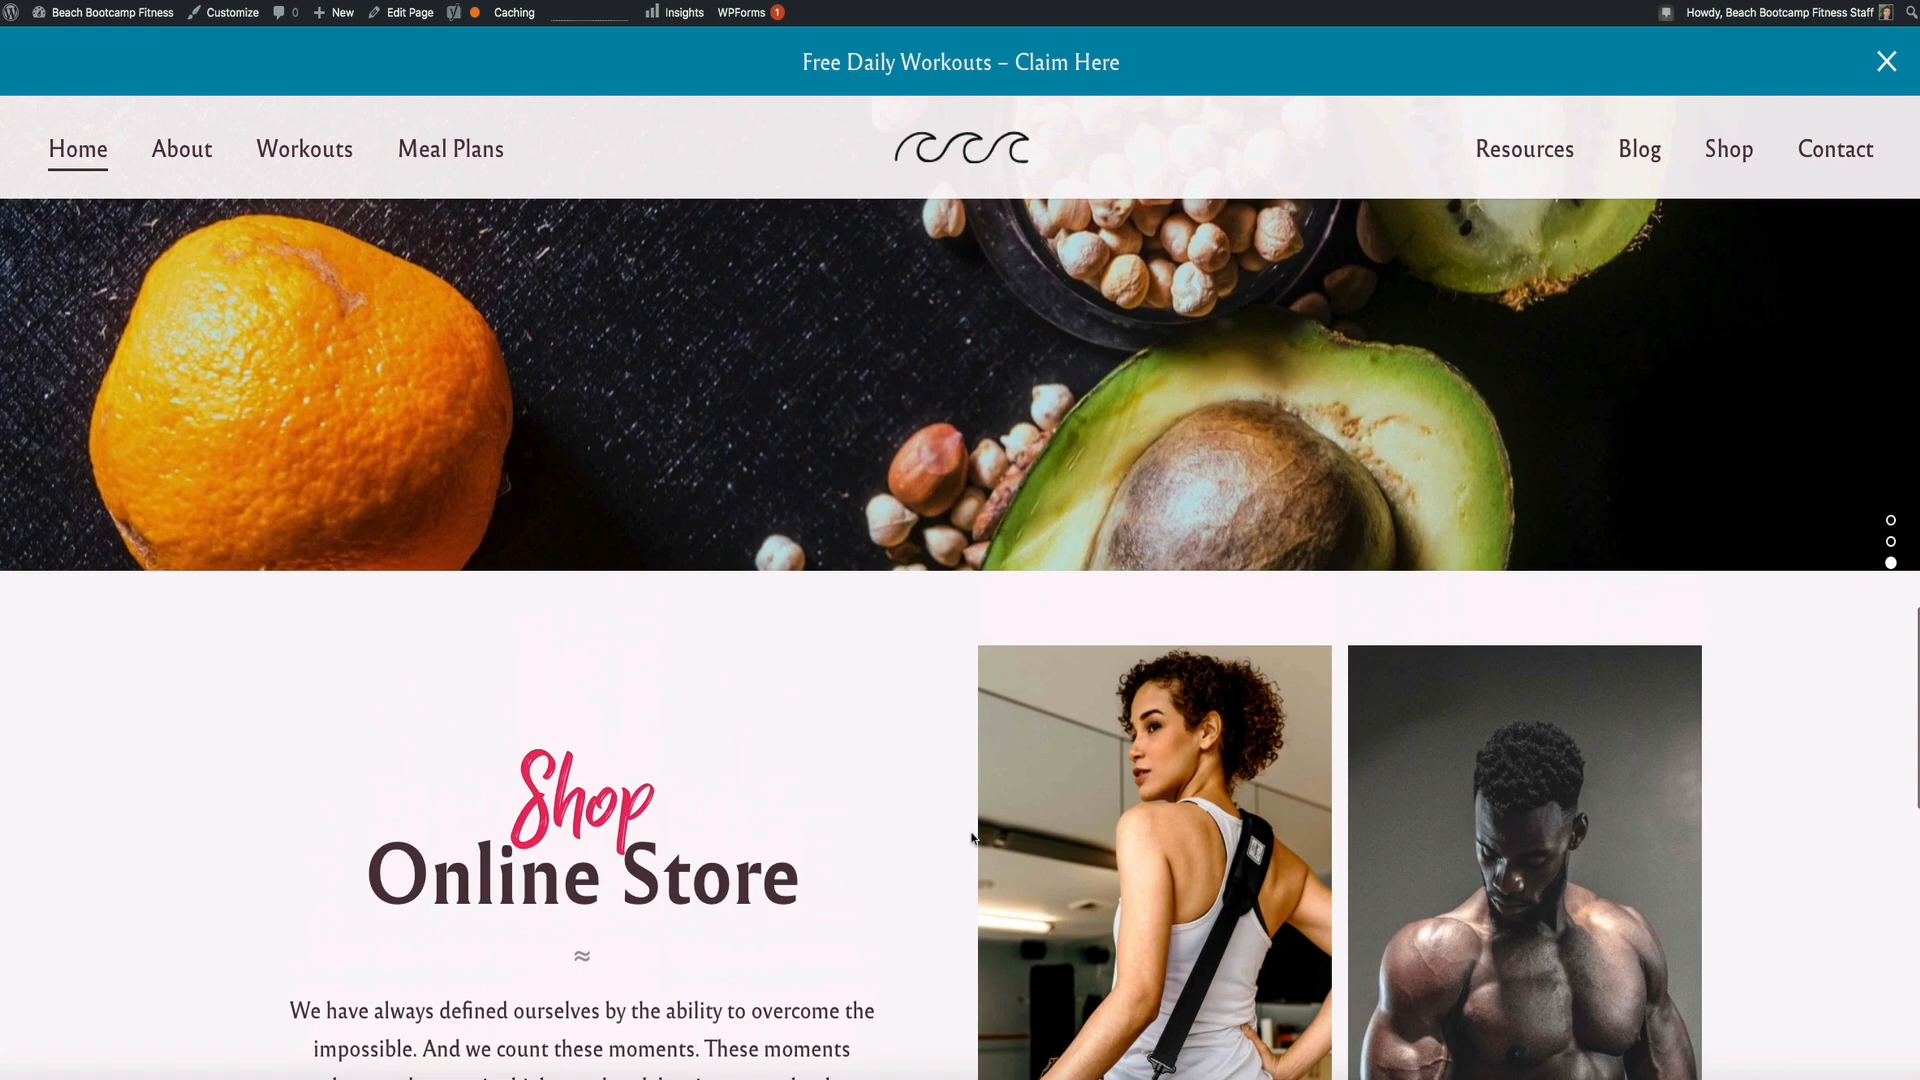 Beach Bootcamp Fitness Customize 0 New Edit Page Caching Insights WPForms 1 Howdy, Beach Bootcamp Fitness Staff
Free Daily Workouts – Claim Here
Home About Workouts Meal Plans Resources Blog Shop Contact
Shop
Online Store
≈
We have always defined ourselves by the ability to overcome the
impossible. And we count these moments. These moments